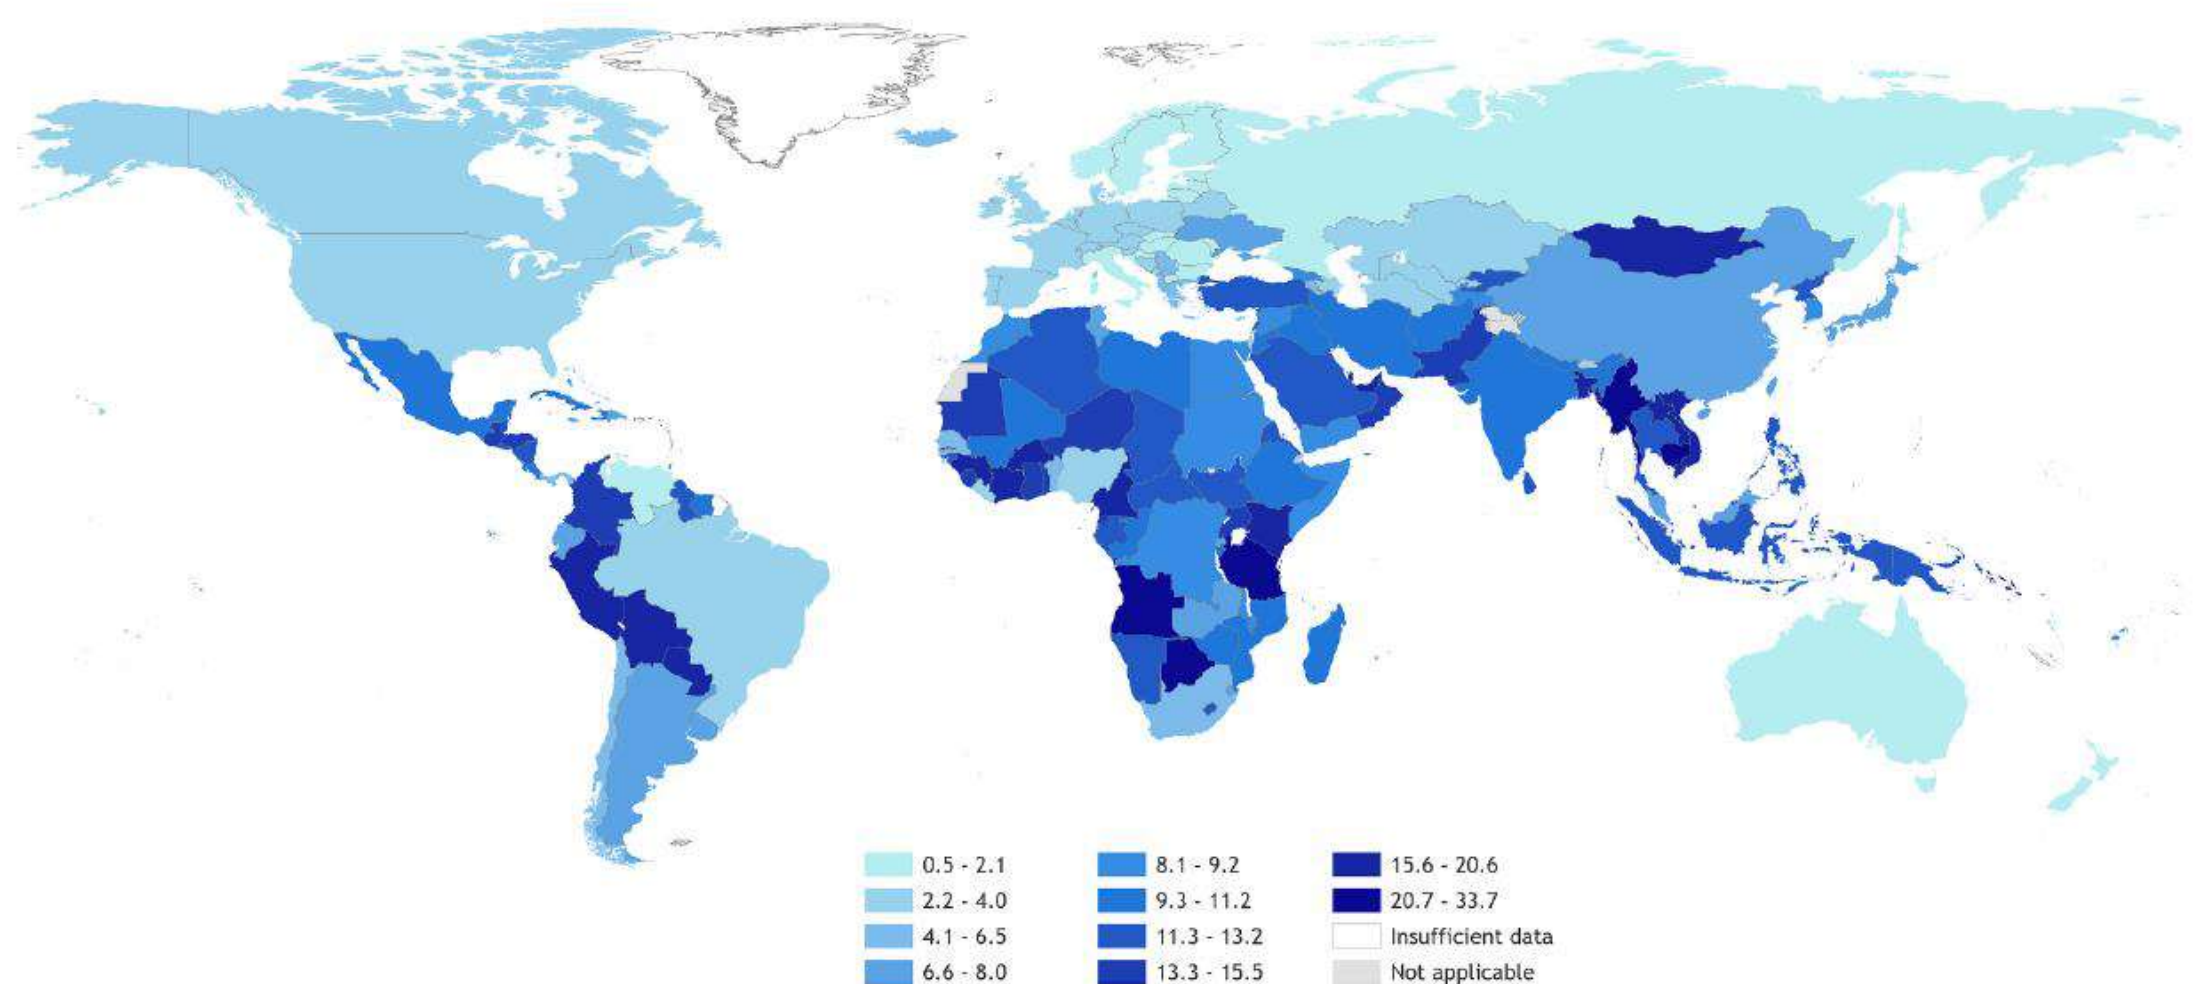 0.5 - 2.1
2.2 - 4.0
4.1 - 6.5
6.6 - 8.0
8.1 - 9.2
9.3 - 11.2
11.3 - 13.2
13.3 - 15.5
15.6 - 20.6
20.7 - 33.7
Insufficient data
Not applicable